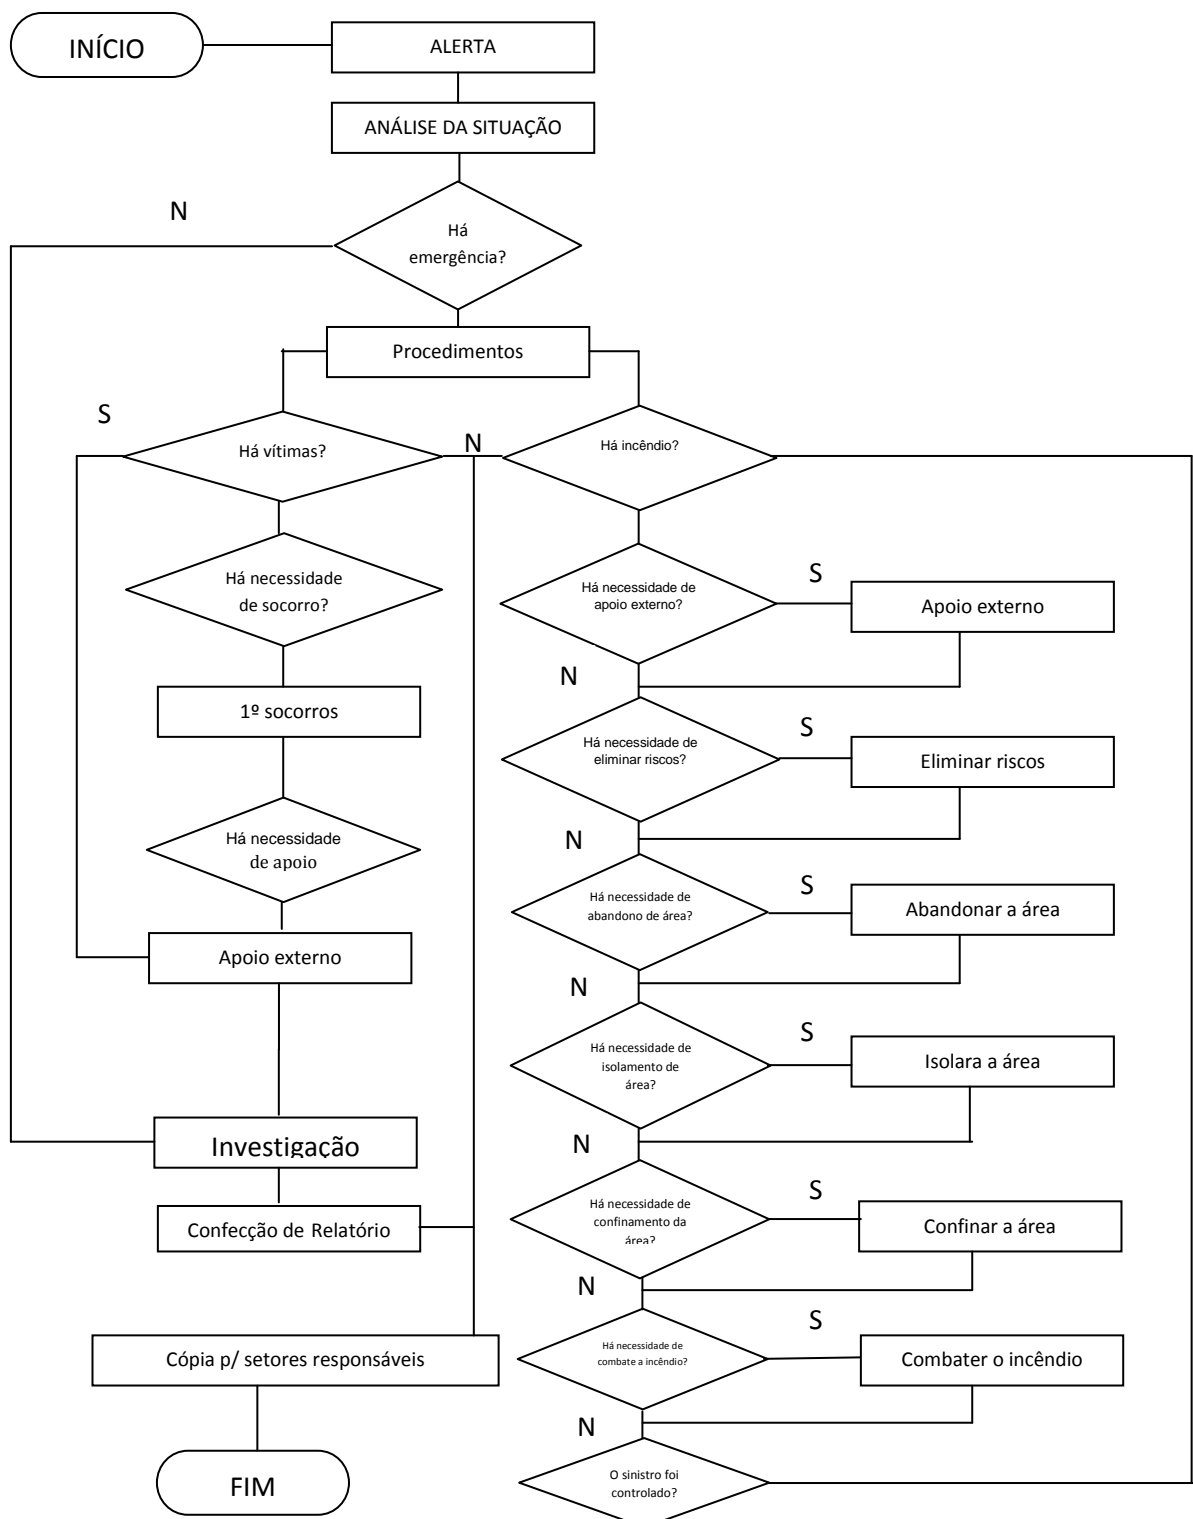 INÍCIO
ALERTA
ANÁLISE DA SITUAÇÃO
N
Há
emergência?
Procedimentos
S
Há vítimas?
N
Há incêndio?
Há necessidade
de socorro?
Há necessidade de
apoio externo?
S
Apoio externo
N
1º socorros
Há necessidade de
eliminar riscos?
S
Eliminar riscos
N
Há necessidade
de apoio
Há necessidade de
abandono de área?
S
Abandonar a área
N
Apoio externo
Há necessidade de
isolamento de
área?
S
Isolara a área
N
Investigação
Confecção de Relatório
Há necessidade de
confinamento da
área?
S
Confinar a área
N
Cópia p/ setores responsáveis
Há necessidade de
combate a incêndio?
S
Combater o incêndio
N
FIM
O sinistro foi
controlado?